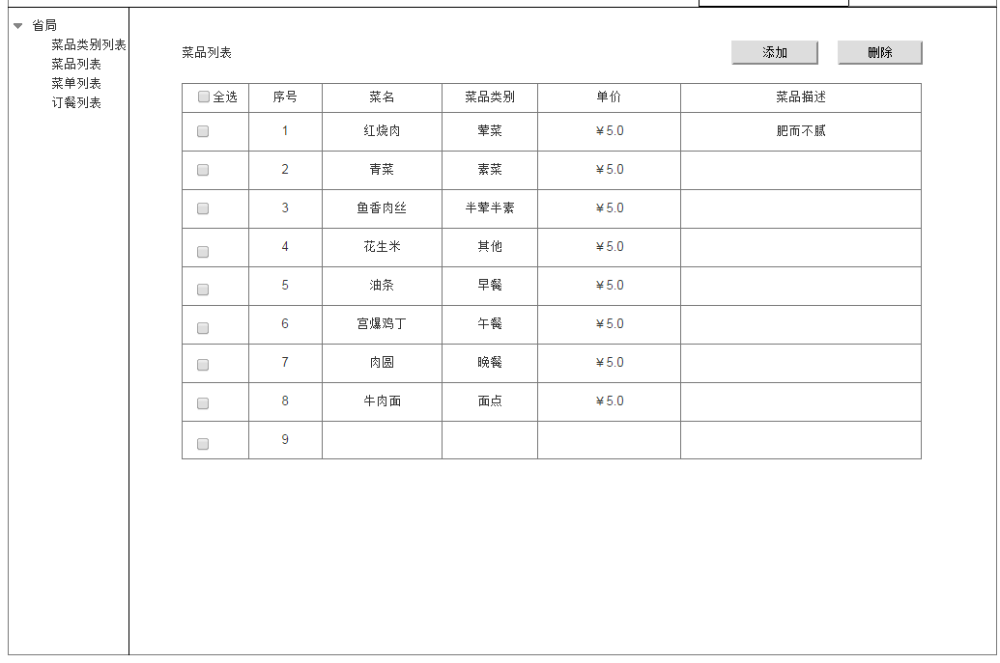 省局
菜品类别列表
菜品列表
菜单列表
订餐列表
菜品列表 添加 删除
全选 序号 菜名 菜品类别 单价 菜品描述
1 红烧肉 荤菜 ￥5.0 肥而不腻
2 青菜 素菜 ￥5.0
3 鱼香肉丝 半荤半素 ￥5.0
4 花生米 其他 ￥5.0
5 油条 早餐 ￥5.0
6 宫爆鸡丁 午餐 ￥5.0
7 肉圆 晚餐 ￥5.0
8 牛肉面 面点 ￥5.0
9